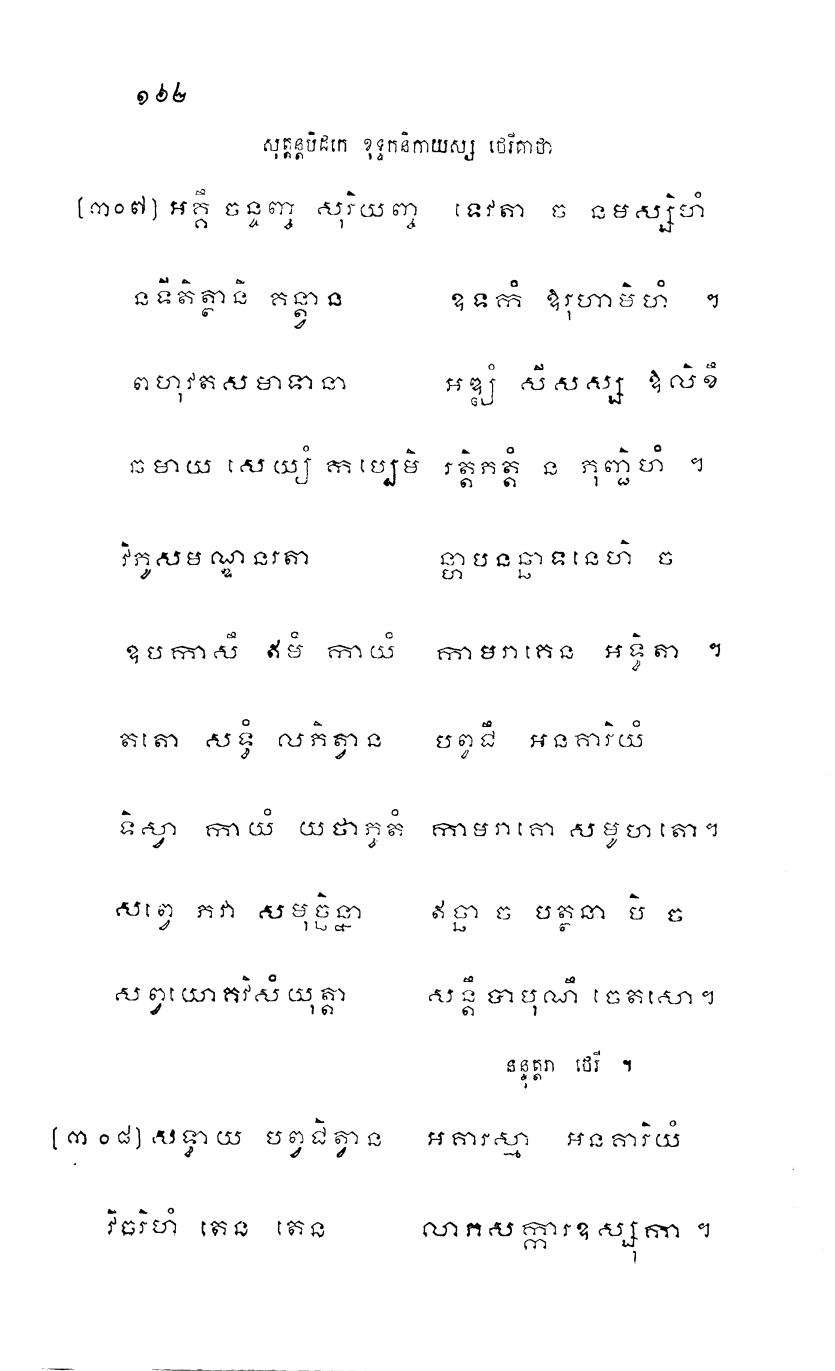 ១៦២
សុត្តន្តបិដកេ ខុទ្ទកនិកាយស្ស ថេរីគាថា
[៣០៧] អគ្គឹ ចន្ទញ្ច សុរិយញ្ច ទេវតា ច នមស្សិហំ
នទីតិត្ថានិ គន្ត្វាន ឧទកំ ឱរុហាមិហំ ។
ពហុវតសមាទានា អឌ្ឍំ សីសស្ស ឱលិខឹ
ឆមាយ សេយ្យំ កប្បេមិ រត្តិភត្តំ ន ភុញ្ជិហំ ។
វិភូសមណ្ឌនរតា ន្ហាបនច្ឆាទនេហិ ច
ឧបកាសឹ ឥមំ កាយំ កាមរាគេន អទ្ទិតា ។
តតោ សទ្ធំ លភិត្វាន បព្វជឹ អនគារិយំ
ទិស្វា កាយំ យថាភូតំ កាមរាគោ សមូហតោ។
សព្វេ ភវា សមុច្ឆិន្នា ឥច្ឆា ច បត្ថនា បិ ច
សព្វយោគវិសំយុត្តា សន្តឹ បាបុណឹ ចេតសោ។
នន្ទុត្តរា ថេរី ។
[៣០៨] សទ្ធាយ បព្វជិត្វាន អគារស្មា អនគារិយំ
វិចរិហំ តេន តេន លាភសក្ការឧស្សុកា ។